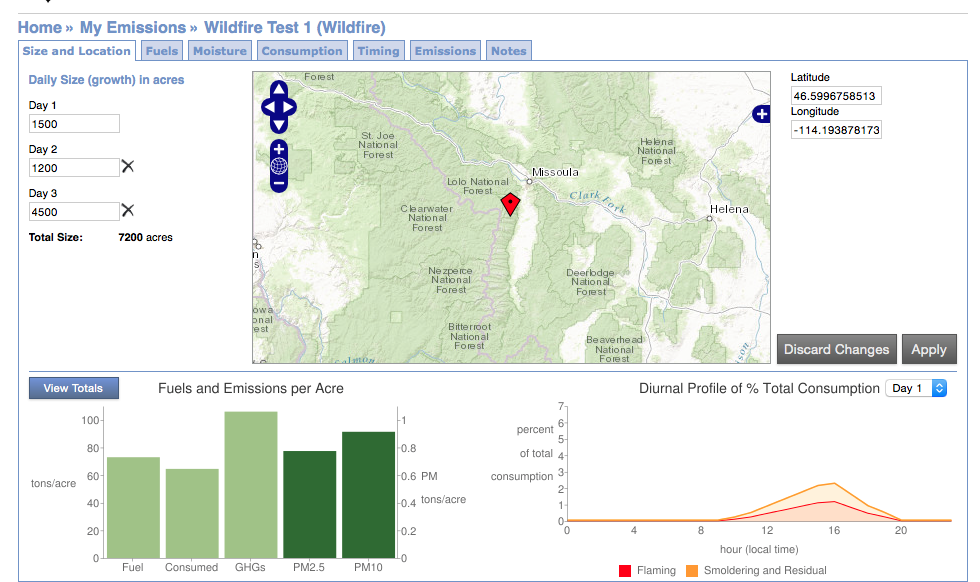 Home » My Emissions » Wildfire Test 1 (Wildfire)
Size and Location Fuels Moisture Consumption Timing Emissions Notes
Daily Size (growth) in acres
Day 1
1500
Day 2
1200
Day 3
4500
Total Size: 7200 acres
Forest
St. Joe
National
Forest
Helena
National
Forest
Missoula
Lolo National
Forest
Clark Fork
Clearwater
National
Forest
Helena
Nezperce
National
Forest
Deerlodge
National
Forest
Bitterroot
National
Forest
Beaverhead
National
Forest
Salmon
Latitude
46.5996758513
Longitude
-114.193878173
Discard Changes Apply
View Totals
Fuels and Emissions per Acre
100
80
60
40
20
0
tons/acre
1
0.8
0.6
0.4
0.2
0
PM
tons/acre
Fuel Consumed GHGs PM2.5 PM10
Diurnal Profile of % Total Consumption Day 1
percent
of total
consumption
7
6
5
4
3
2
1
0
0 4 8 12 16 20
hour (local time)
Flaming Smoldering and Residual